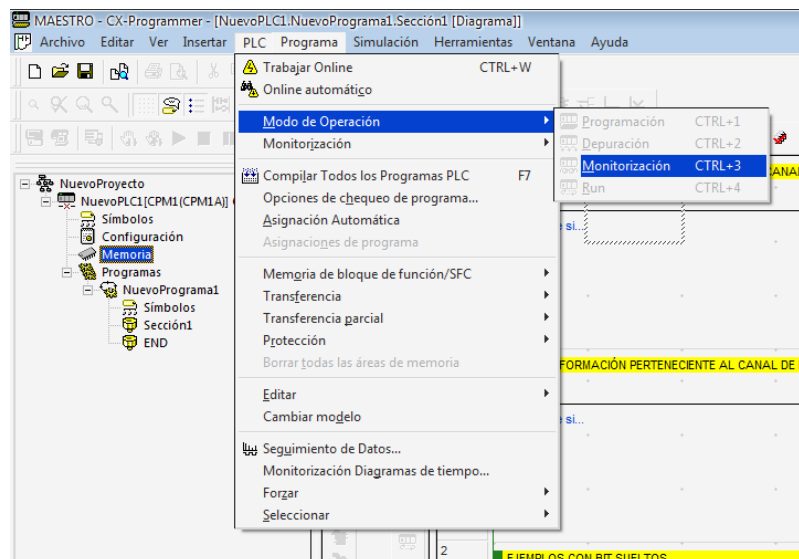 MAESTRO - CX-Programmer - [NuevoPLC1.NuevoPrograma1.Sección1 [Diagrama]]
Archivo Editar Ver Insertar PLC Programa Simulación Herramientas Ventana Ayuda
Trabajar Online CTRL+W
Online automático
Modo de Operación
Monitorización
Compilar Todos los Programas PLC F7
Opciones de chequeo de programa...
Asignación Automática
Asignaciones de programa
Memoria de bloque de función/SFC
Transferencia
Transferencia parcial
Protección
Borrar todas las áreas de memoria
Editar
Cambiar modelo
Seguimiento de Datos...
Monitorización Diagramas de tiempo...
Forzar
Seleccionar
Programación CTRL+1
Depuración CTRL+2
Monitorización CTRL+3
Run CTRL+4
NuevoProyecto
NuevoPLC1[CPM1(CPM1A)]
Símbolos
Configuración
Memoria
Programas
NuevoPrograma1
Símbolos
Sección1
END
si...
FORMACIÓN PERTENECIENTE AL CANAL DE
si...
2
EJEMPLOS CON BIT SUELTOS